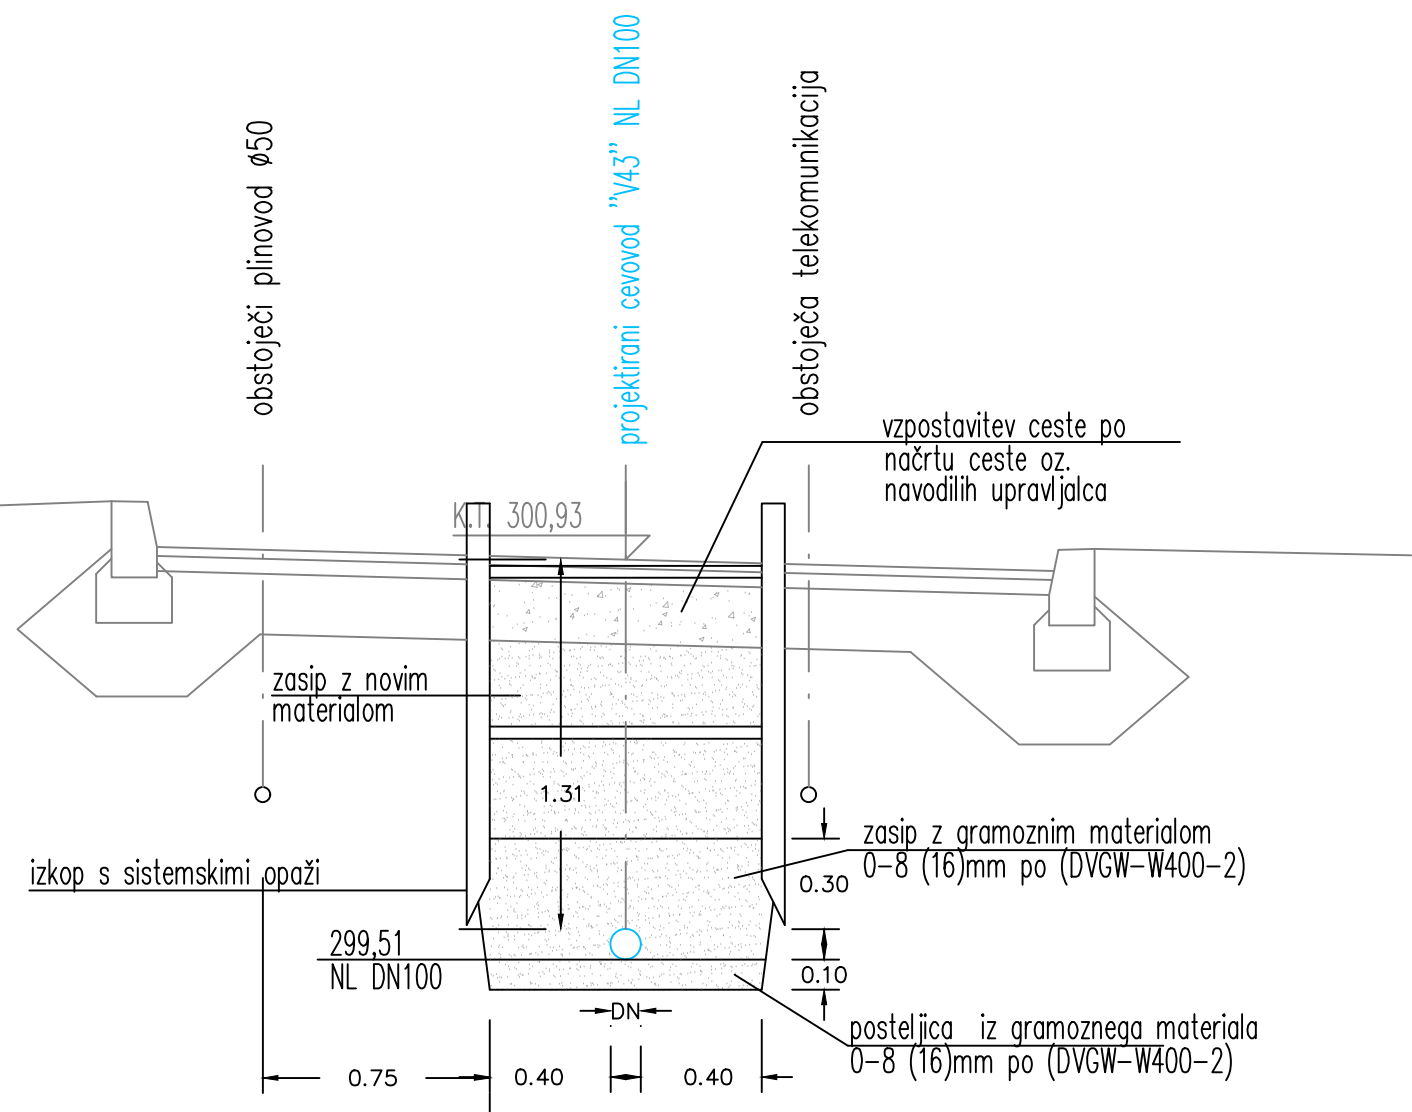 obstoječi plinovod ø50
projektirani cevovod "V43" NL DN100
obstoječa telekomunikacija
vzpostavitev ceste po
načrtu ceste oz.
navodilih upravljalca
K.T. 300,93
zasip z novim
materialom
1.31
zasip z gramoznim materialom
0-8 (16)mm po (DVGW-W400-2)
izkop s sistemskimi opaži
0.30
299,51
NL DN100
0.10
DN
posteljica iz gramoznega materiala
0-8 (16)mm po (DVGW-W400-2)
0.75
0.40
0.40